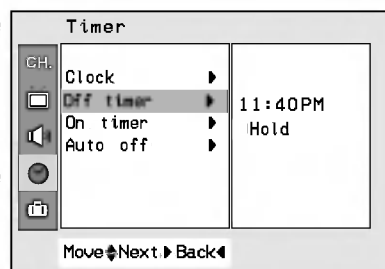 Timer
CH.
Clock ▶
Off timer ▶
On timer ▶
Auto off ▶
11:40PM
Hold
Move▲▼Next▶Back◀